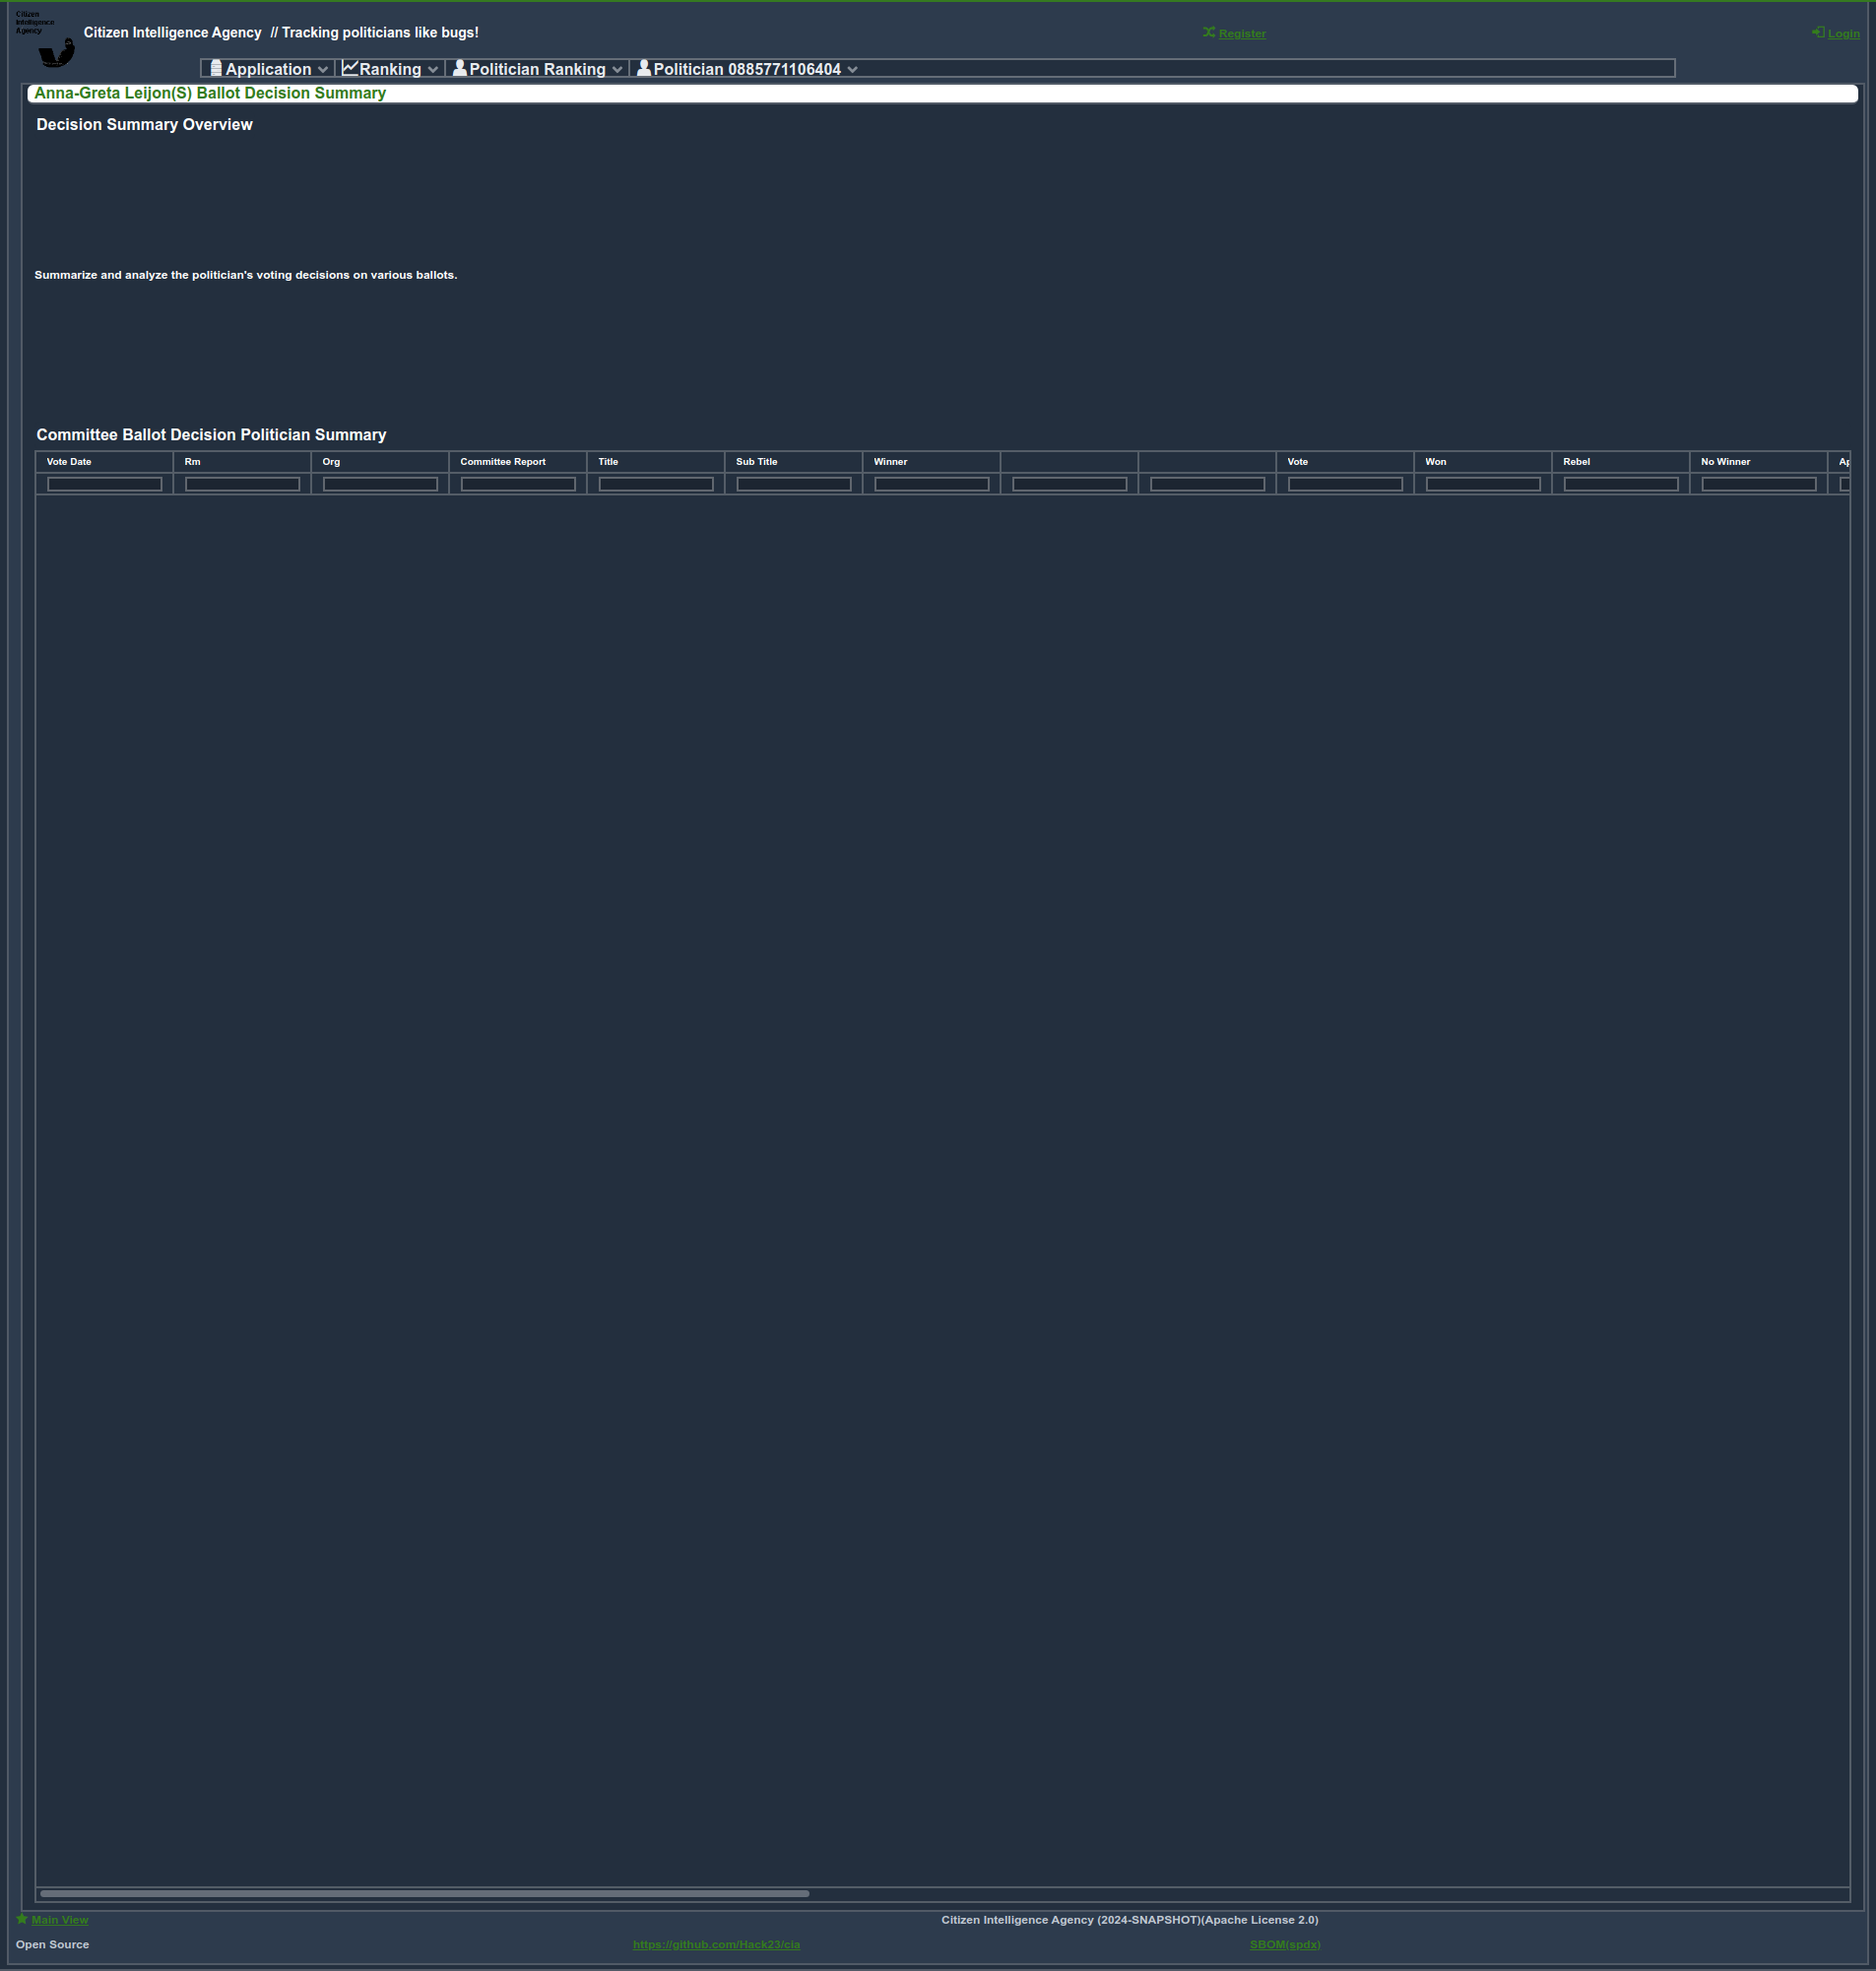 Citizen
Intelligence
Agency
Citizen Intelligence Agency // Tracking politicians like bugs!
Register
Login
Application
Ranking
Politician Ranking
Politician 0885771106404
Anna-Greta Leijon(S) Ballot Decision Summary
Decision Summary Overview
Summarize and analyze the politician's voting decisions on various ballots.
Committee Ballot Decision Politician Summary
Vote Date Rm Org Committee Report Title Sub Title Winner Vote Won Rebel No Winner
Main View
Citizen Intelligence Agency (2024-SNAPSHOT)(Apache License 2.0)
Open Source
https://github.com/Hack23/cia
SBOM(spdx)